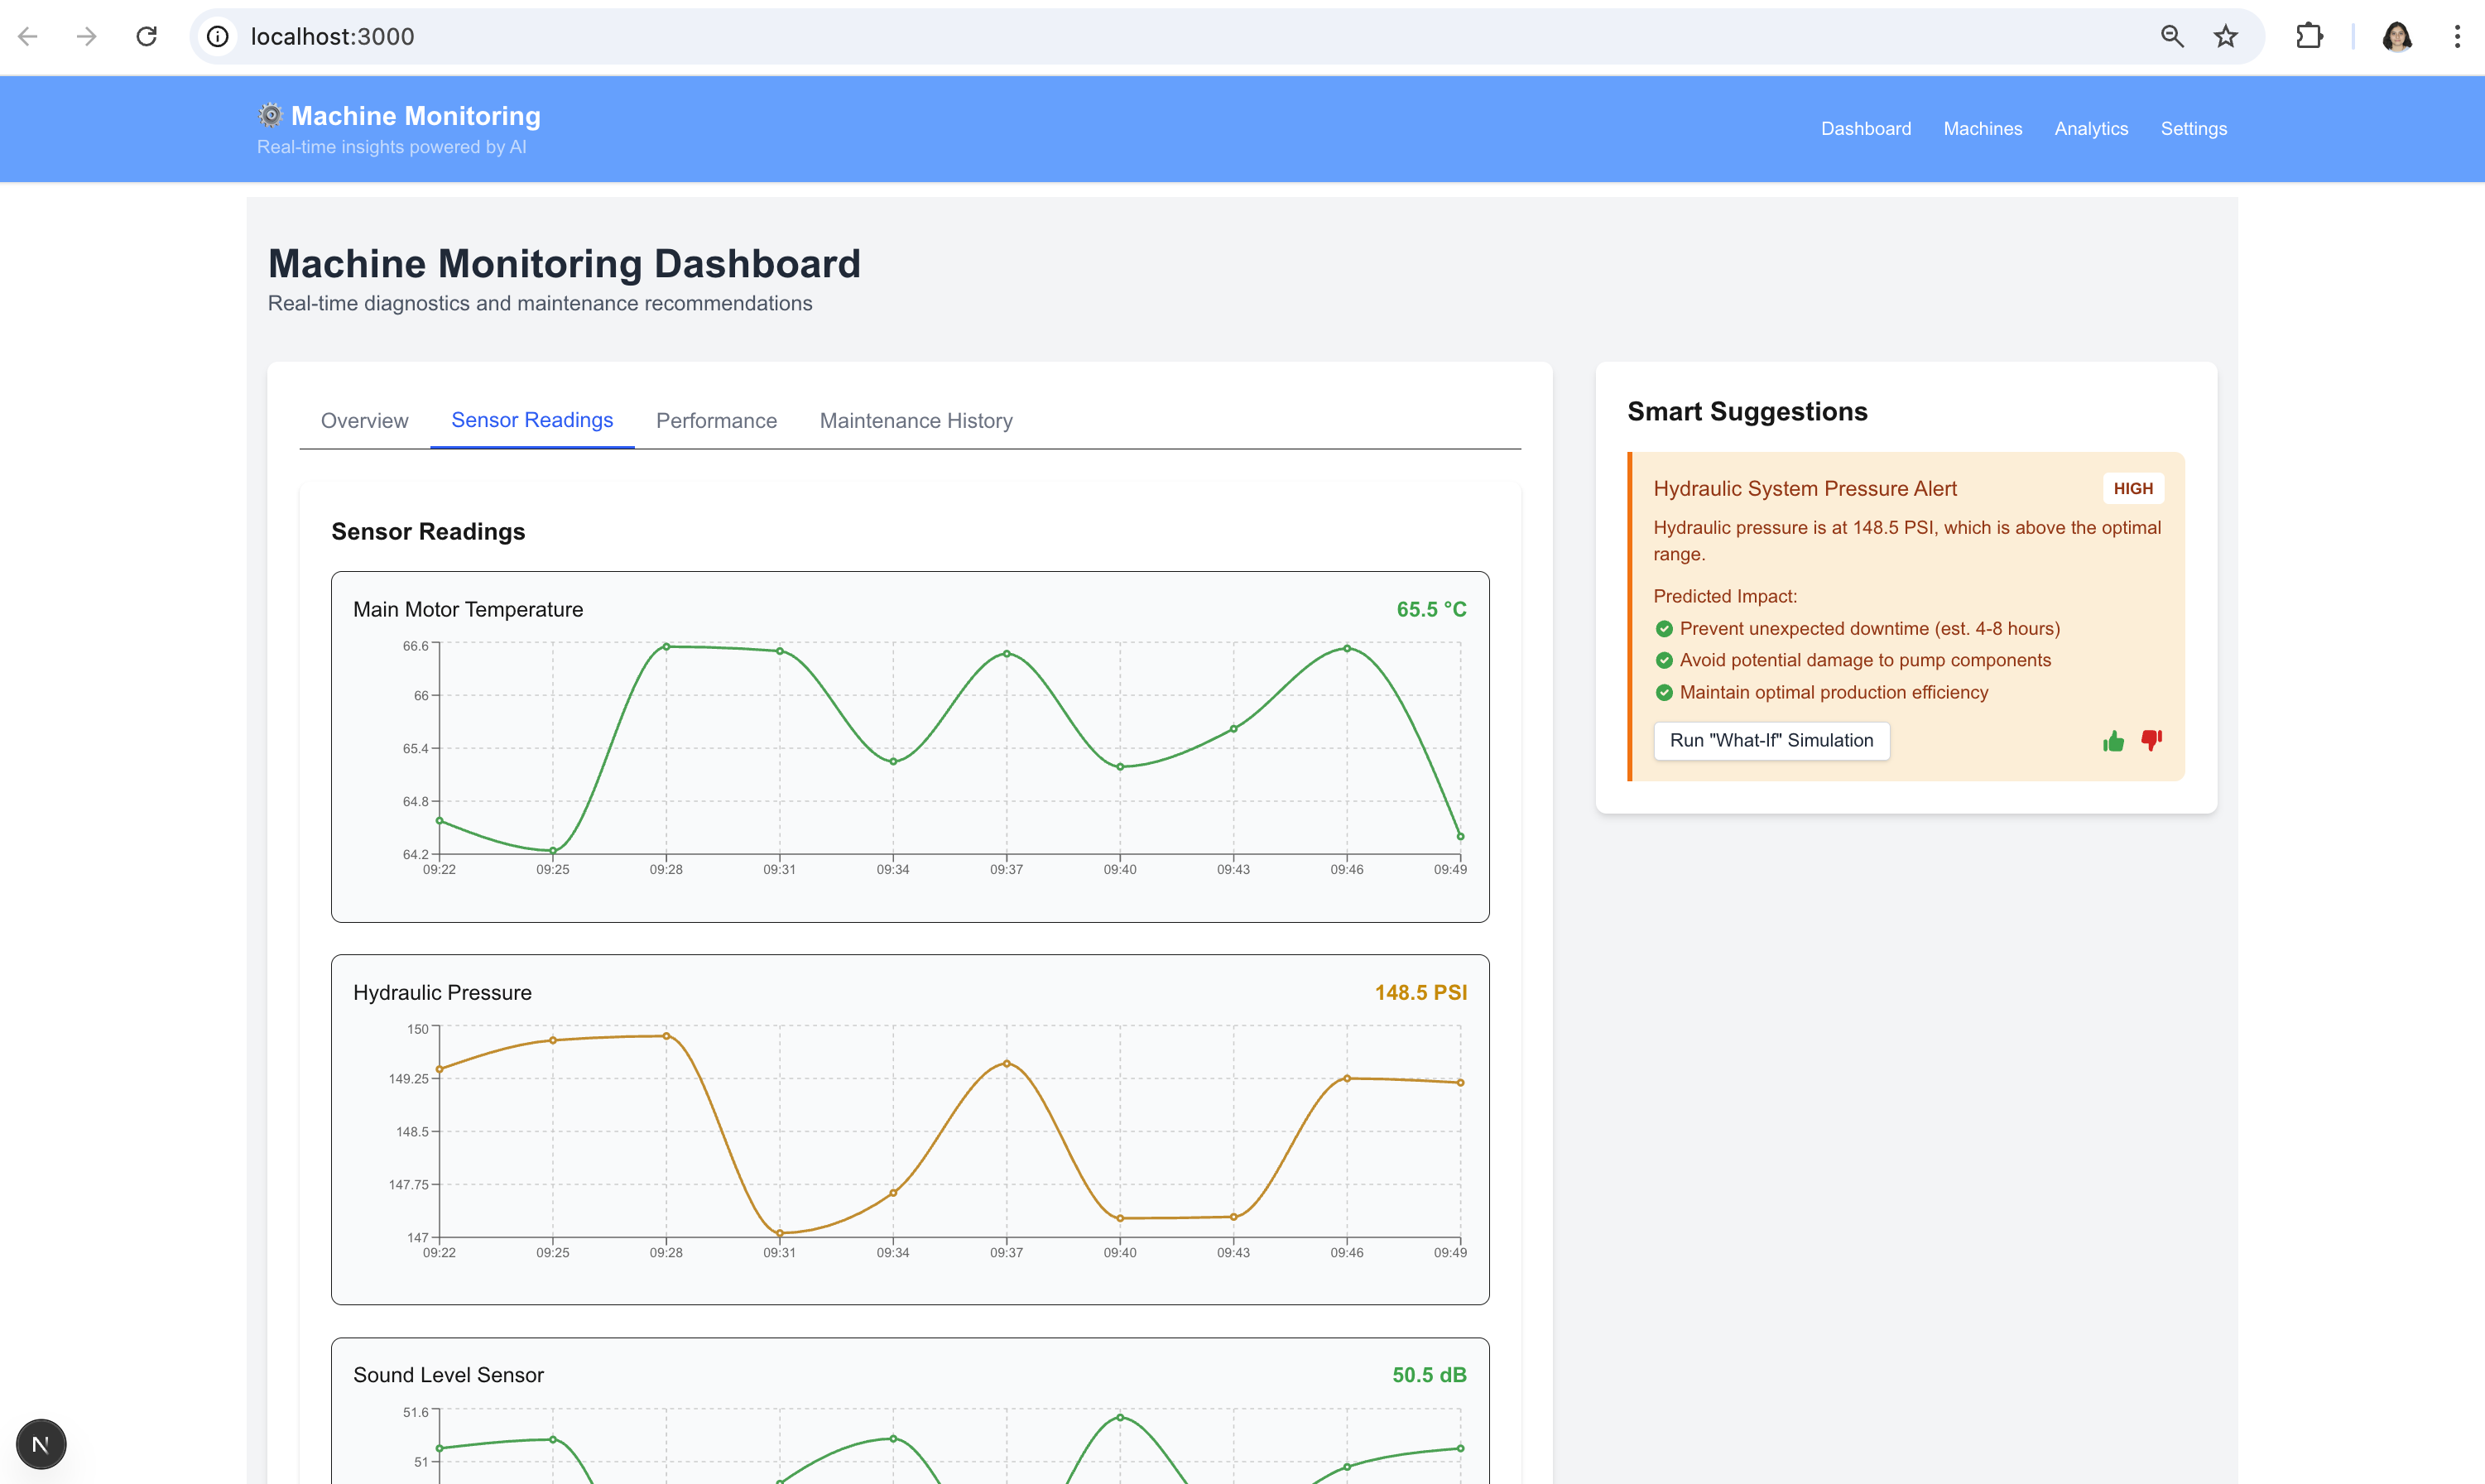 localhost:3000
Machine Monitoring
Real-time insights powered by AI
Dashboard
Machines
Analytics
Settings
Machine Monitoring Dashboard
Real-time diagnostics and maintenance recommendations
Overview
Sensor Readings
Performance
Maintenance History
Sensor Readings
Main Motor Temperature
65.5 °C
66.6
66
65.4
64.8
64.2
09:22
09:25
09:28
09:31
09:34
09:37
09:40
09:43
09:46
09:49
Hydraulic Pressure
148.5 PSI
150
149.25
148.5
147.75
147
09:22
09:25
09:28
09:31
09:34
09:37
09:40
09:43
09:46
09:49
Sound Level Sensor
50.5 dB
51.6
51
Smart Suggestions
Hydraulic System Pressure Alert
HIGH
Hydraulic pressure is at 148.5 PSI, which is above the optimal
range.
Predicted Impact:
Prevent unexpected downtime (est. 4-8 hours)
Avoid potential damage to pump components
Maintain optimal production efficiency
Run "What-If" Simulation
N